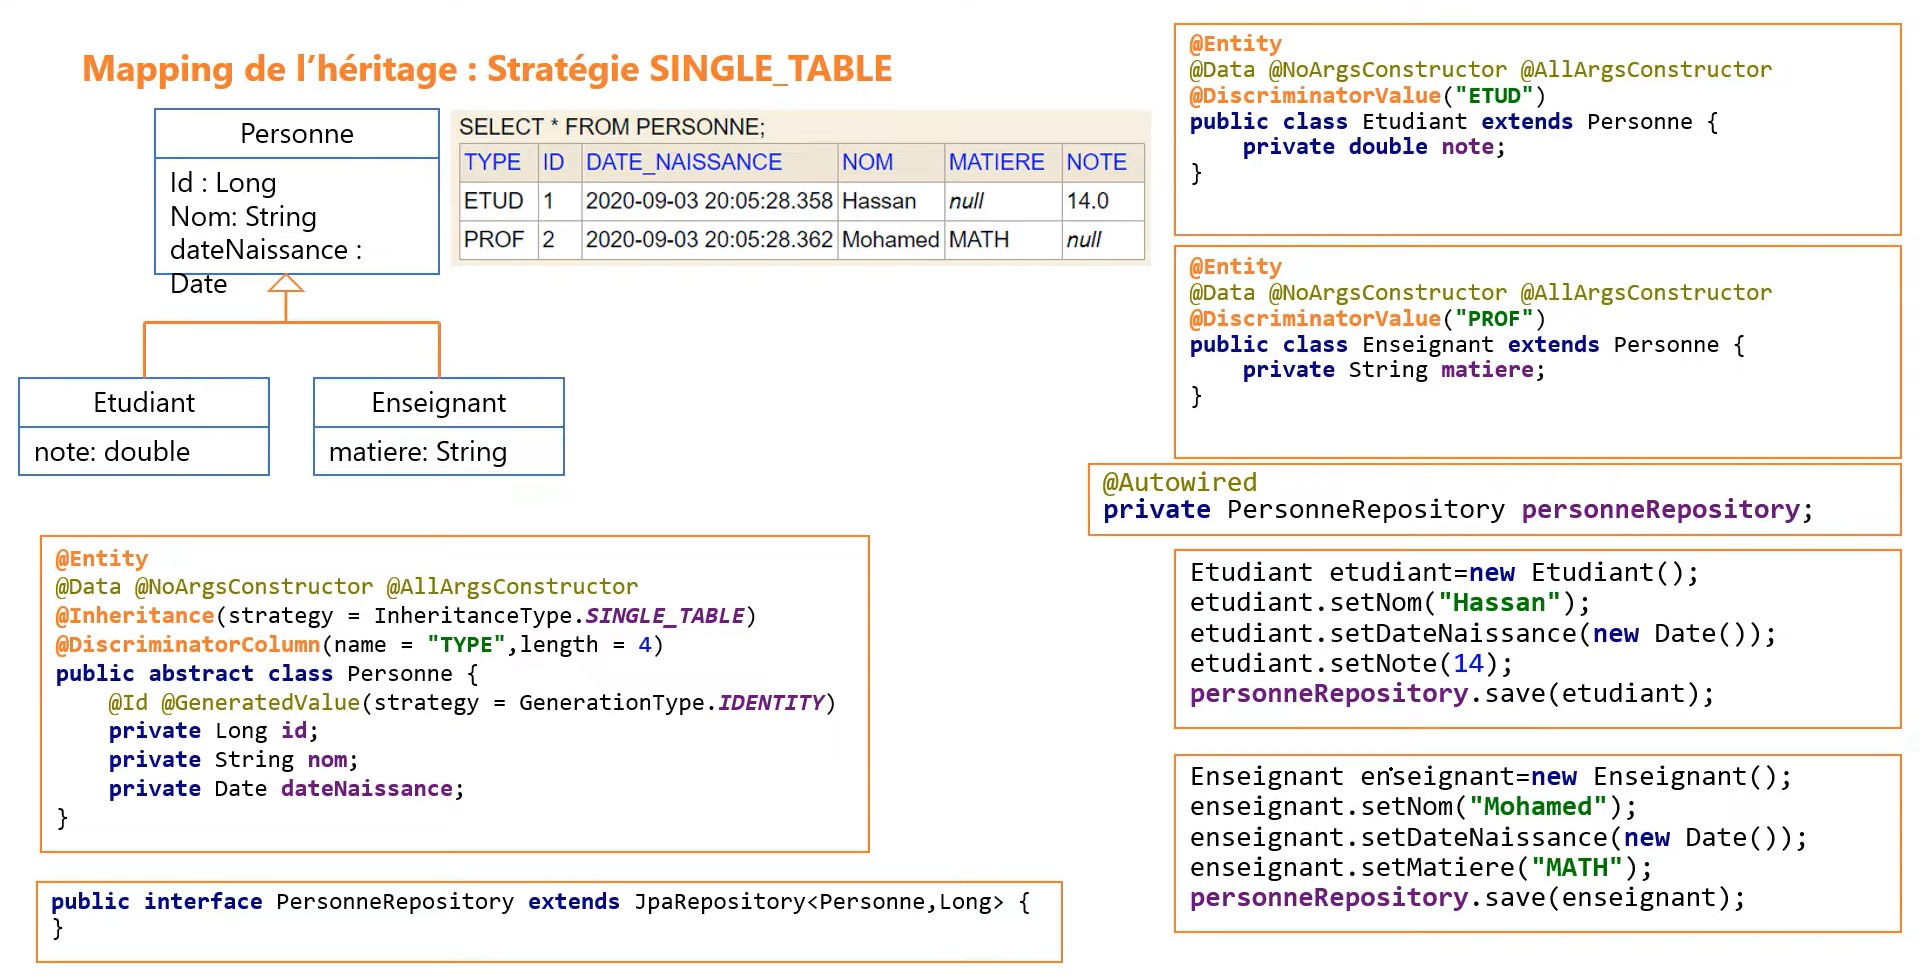 Mapping de l’héritage : Stratégie SINGLE_TABLE
Personne
Id : Long
Nom: String
dateNaissance :
Date
Etudiant
note: double
Enseignant
matiere: String
SELECT * FROM PERSONNE;
TYPE ID DATE_NAISSANCE NOM MATIERE NOTE
ETUD 1 2020-09-03 20:05:28.358 Hassan null 14.0
PROF 2 2020-09-03 20:05:28.362 Mohamed MATH null
@Entity
@Data @NoArgsConstructor @AllArgsConstructor
@Inheritance(strategy = InheritanceType.SINGLE_TABLE)
@DiscriminatorColumn(name = "TYPE",length = 4)
public abstract class Personne {
@Id @GeneratedValue(strategy = GenerationType.IDENTITY)
private Long id;
private String nom;
private Date dateNaissance;
}
public interface PersonneRepository extends JpaRepository<Personne,Long> {
}
@Entity
@Data @NoArgsConstructor @AllArgsConstructor
@DiscriminatorValue("ETUD")
public class Etudiant extends Personne {
private double note;
}
@Entity
@Data @NoArgsConstructor @AllArgsConstructor
@DiscriminatorValue("PROF")
public class Enseignant extends Personne {
private String matiere;
}
@Autowired
private PersonneRepository personneRepository;
Etudiant etudiant=new Etudiant();
etudiant.setNom("Hassan");
etudiant.setDateNaissance(new Date());
etudiant.setNote(14);
personneRepository.save(etudiant);
Enseignant enseignant=new Enseignant();
enseignant.setNom("Mohamed");
enseignant.setDateNaissance(new Date());
enseignant.setMatiere("MATH");
personneRepository.save(enseignant);